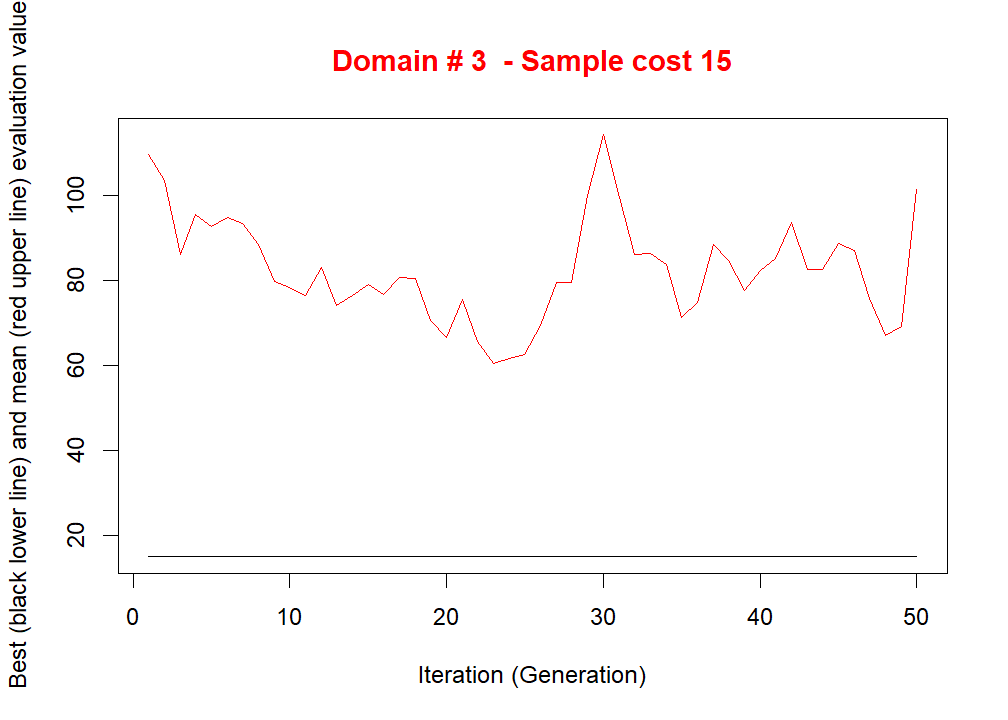 Domain # 3  - Sample cost 15
Best (black lower line) and mean (red upper line) evaluation value
100
80
60
40
20
0 10 20 30 40 50
Iteration (Generation)